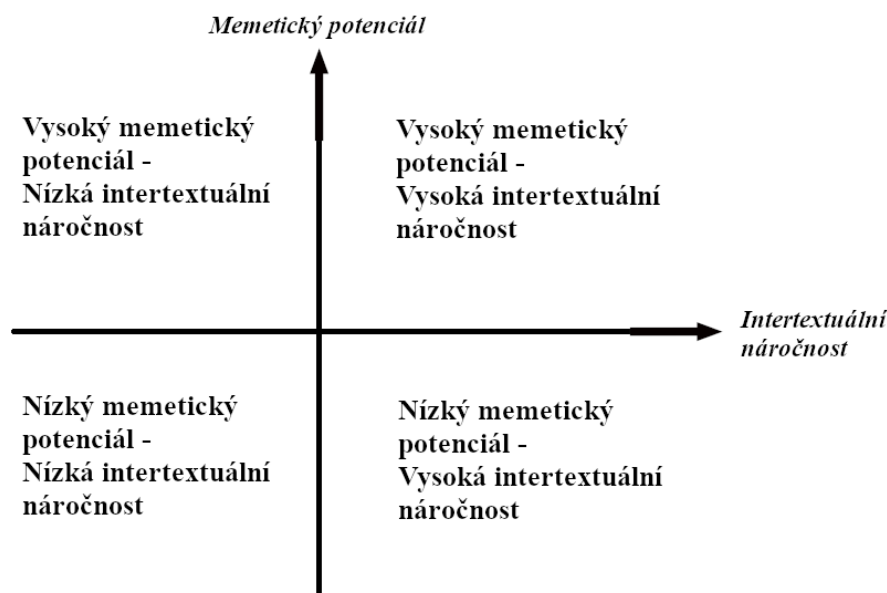 Memetický potenciál
Vysoký memetický
potenciál -
Nízká intertextuální
náročnost
Vysoký memetický
potenciál -
Vysoká intertextuální
náročnost
Intertextuální
náročnost
Nízký memetický
potenciál -
Nízká intertextuální
náročnost
Nízký memetický
potenciál -
Vysoká intertextuální
náročnost